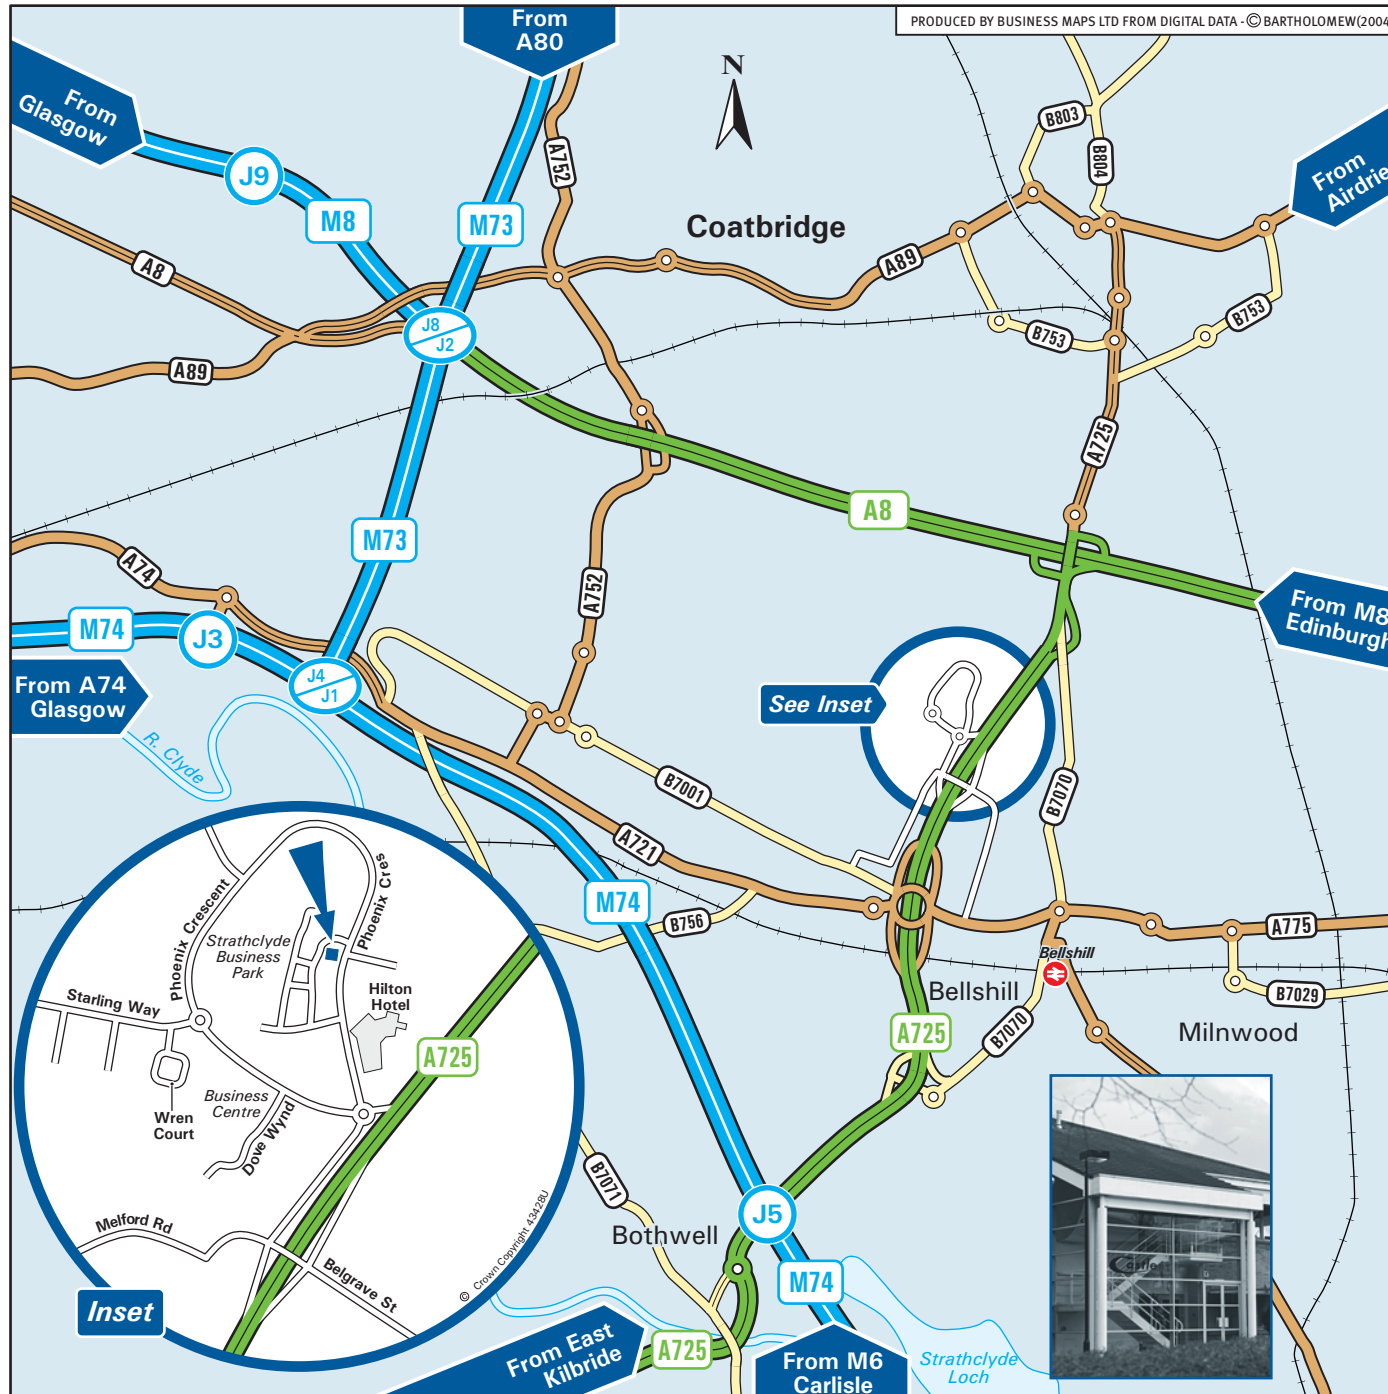 PRODUCED BY BUSINESS MAPS LTD FROM DIGITAL DATA - © BARTHOLOMEW(2004
From
A80
From
Glasgow
N
J9
M8
M73
A752
B803
B804
From
Airdrie
Coatbridge
A8
A89
J8
J2
B753
B753
A89
A725
A8
M73
A74
A752
M74
J3
J4
J1
From M8
Edinburgh
From A74
Glasgow
See Inset
R. Clyde
B7001
B7070
A721
M74
B756
A775
Bellshill
B7029
Bellshill
A725
B7070
Milnwood
Phoenix Crescent
Phoenix Cres
Strathclyde
Business
Park
Starling Way
Hilton
Hotel
A725
Wren
Court
Business
Centre
Dove Wynd
Melford Rd
Belgrave St
© Crown Copyright 43428U
Inset
B7071
Bothwell
J5
M74
Castle
From East
Kilbride
A725
From M6
Carlisle
Strathclyde
Loch